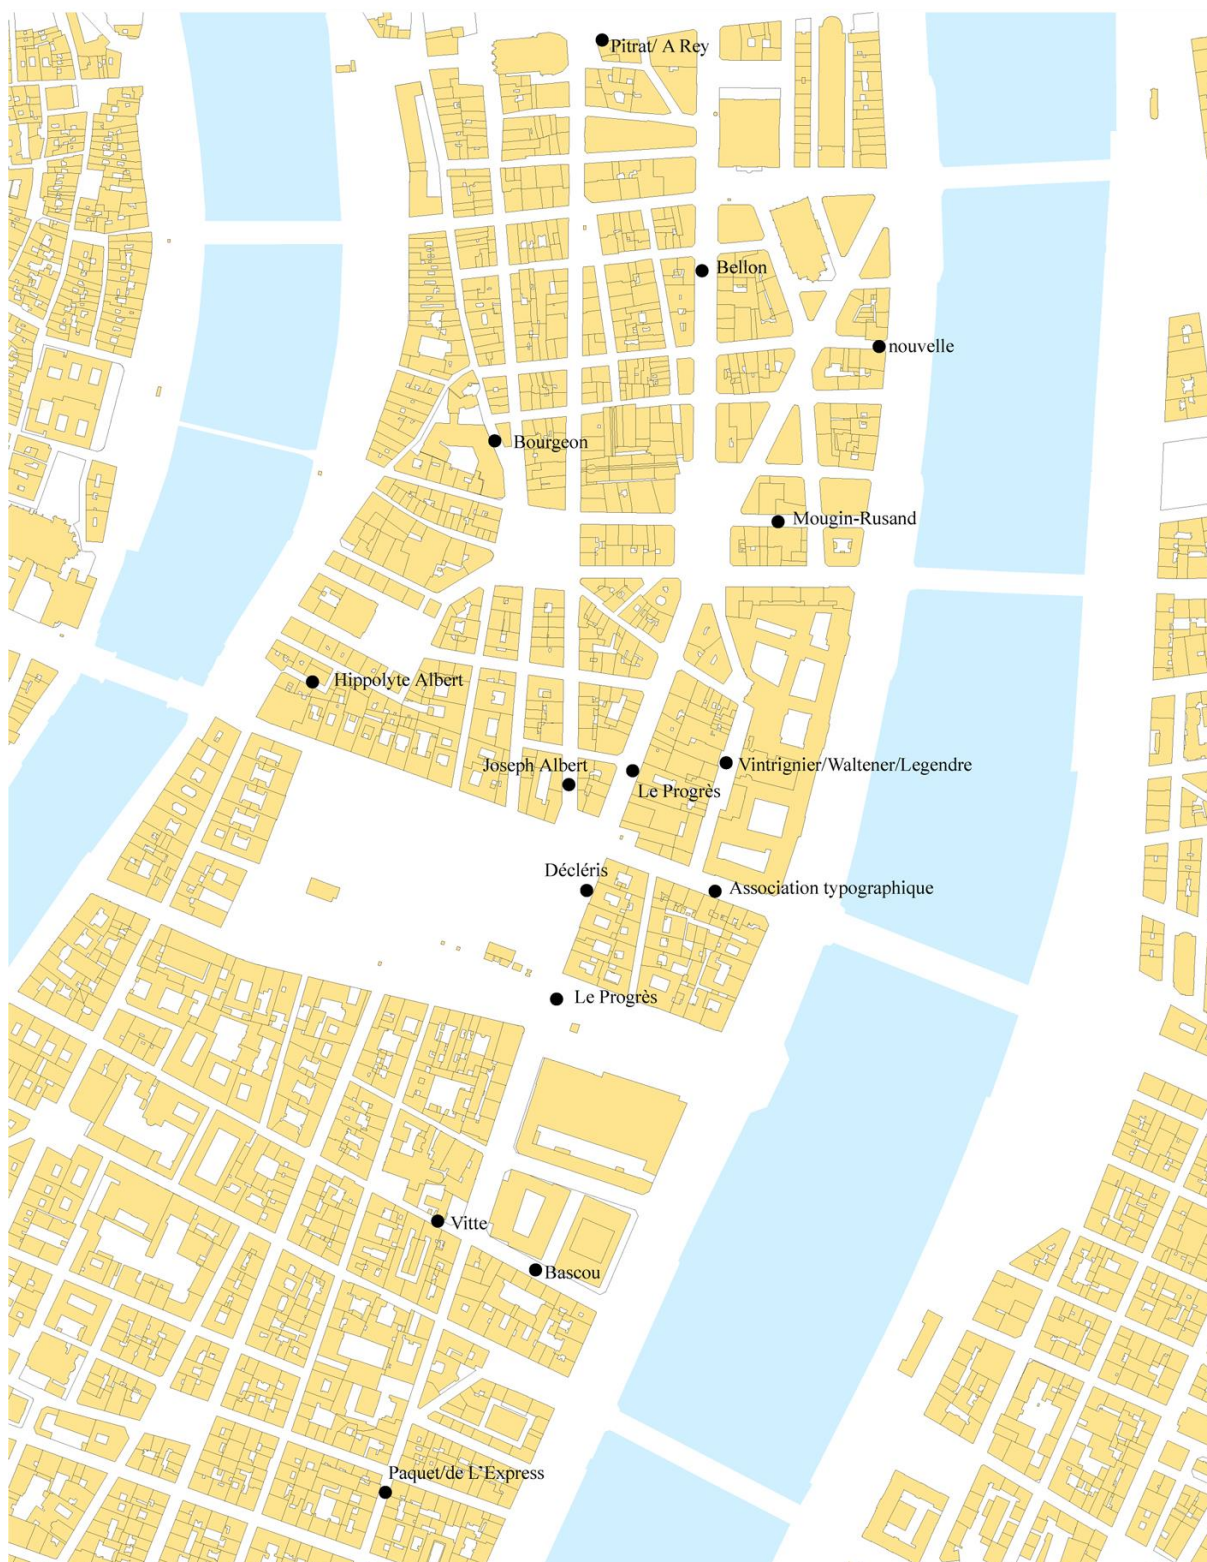 Pitrat/ A Rey
Bellon
nouvelle
Bourgeon
Mougin-Rusand
Hippolyte Albert
Joseph Albert
Vintrignier/Waltener/Legendre
Le Progrès
Décléris
Association typographique
Le Progrès
Vitte
Bascou
Paquet/de L'Express